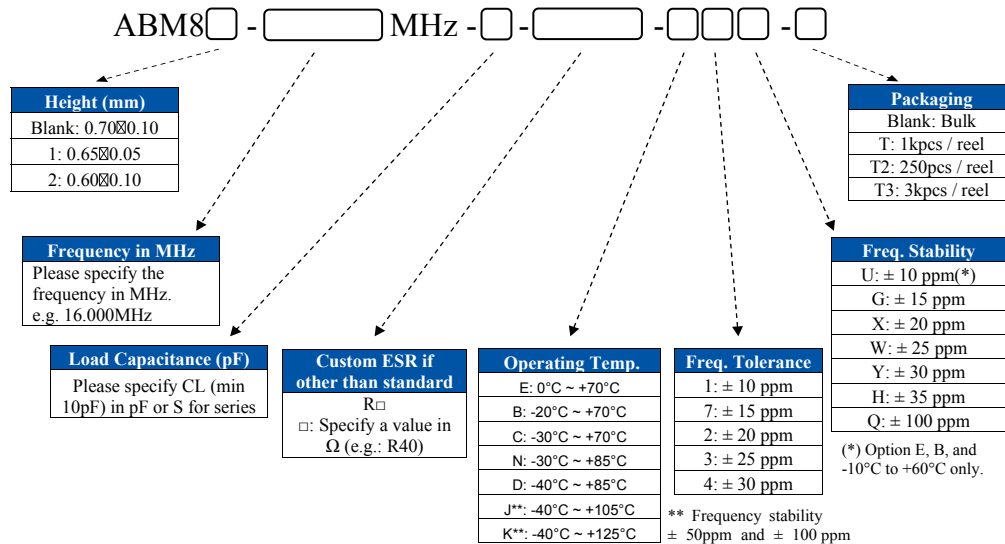 ABM8□ - □ MHz - □ - □ - □□□ - □
Height (mm)
Blank: 0.70☒0.10
1: 0.65☒0.05
2: 0.60☒0.10
Packaging
Blank: Bulk
T: 1kpcs / reel
T2: 250pcs / reel
T3: 3kpcs / reel
Frequency in MHz
Please specify the
frequency in MHz.
e.g. 16.000MHz
Freq. Stability
U: ± 10 ppm(*)
G: ± 15 ppm
X: ± 20 ppm
W: ± 25 ppm
Y: ± 30 ppm
H: ± 35 ppm
Q: ± 100 ppm
(*) Option E, B, and
-10°C to +60°C only.
Load Capacitance (pF)
Please specify CL (min
10pF) in pF or S for series
Custom ESR if
other than standard
R□
□: Specify a value in
Ω (e.g.: R40)
Operating Temp.
E: 0°C ~ +70°C
B: -20°C ~ +70°C
C: -30°C ~ +70°C
N: -30°C ~ +85°C
D: -40°C ~ +85°C
J**: -40°C ~ +105°C
K**: -40°C ~ +125°C
Freq. Tolerance
1: ± 10 ppm
7: ± 15 ppm
2: ± 20 ppm
3: ± 25 ppm
4: ± 30 ppm
** Frequency stability
± 50ppm and ± 100 ppm